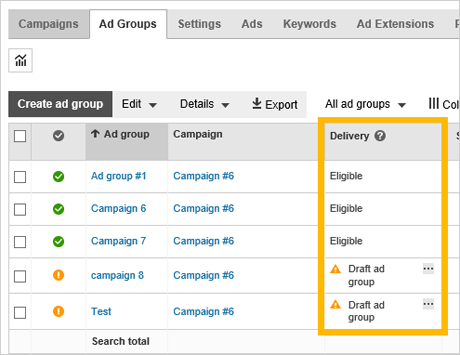 Campaigns Ad Groups Settings Ads Keywords Ad Extensions
Create ad group Edit Details Export All ad groups
Ad group Campaign Delivery
Ad group #1 Campaign #6 Eligible
Campaign 6 Campaign #6 Eligible
Campaign 7 Campaign #6 Eligible
campaign 8 Campaign #6 Draft ad
group
Test Campaign #6 Draft ad
group
Search total